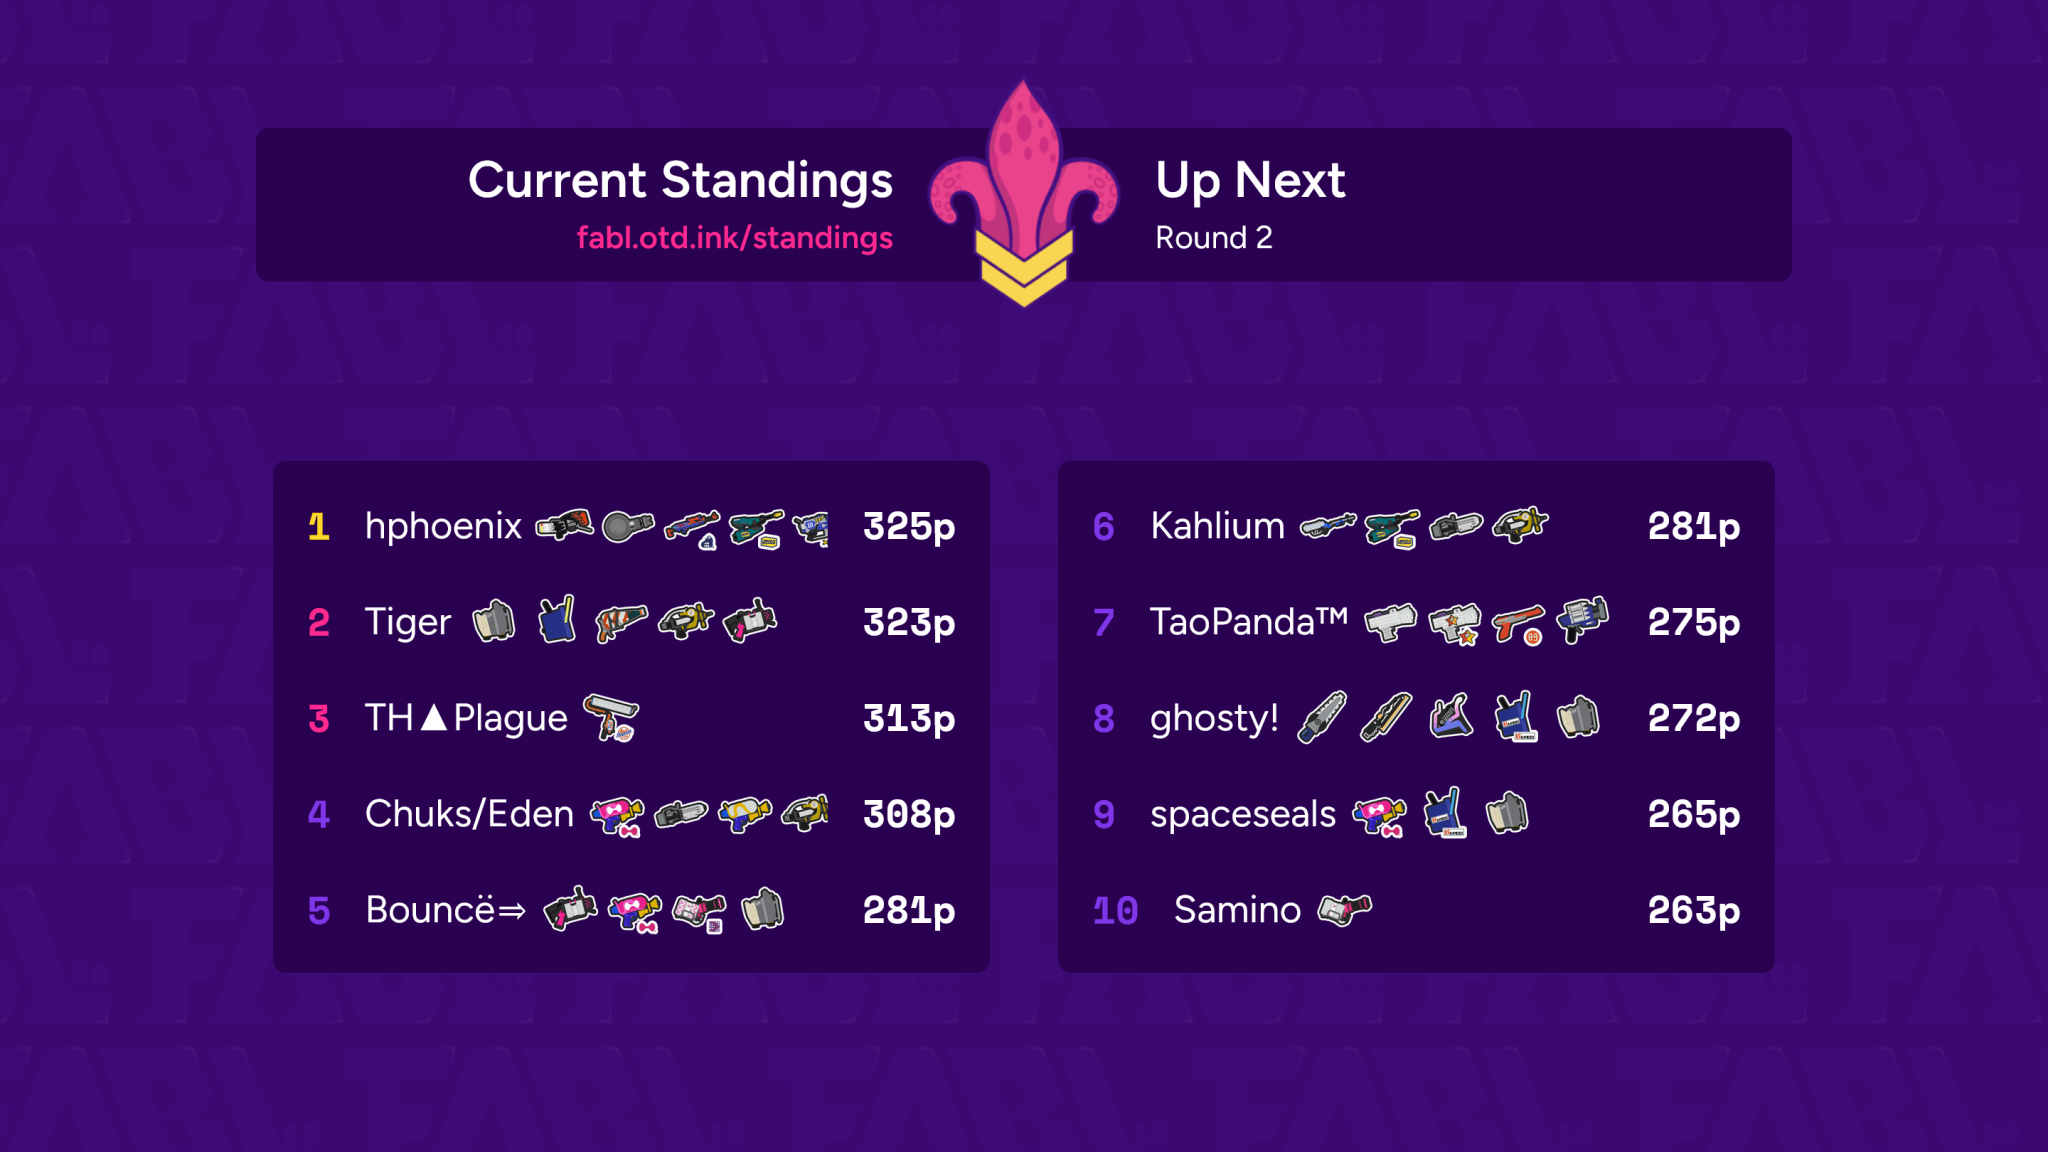 Current Standings
fabl.otd.ink/standings
Up Next
Round 2
1 hphoenix 325p
2 Tiger 323p
3 TH▲Plague 313p
4 Chuks/Eden 308p
5 Bouncë⇒ 281p
6 Kahlium 281p
7 TaoPanda™ 275p
8 ghosty! 272p
9 spaceseals 265p
10 Samino 263p